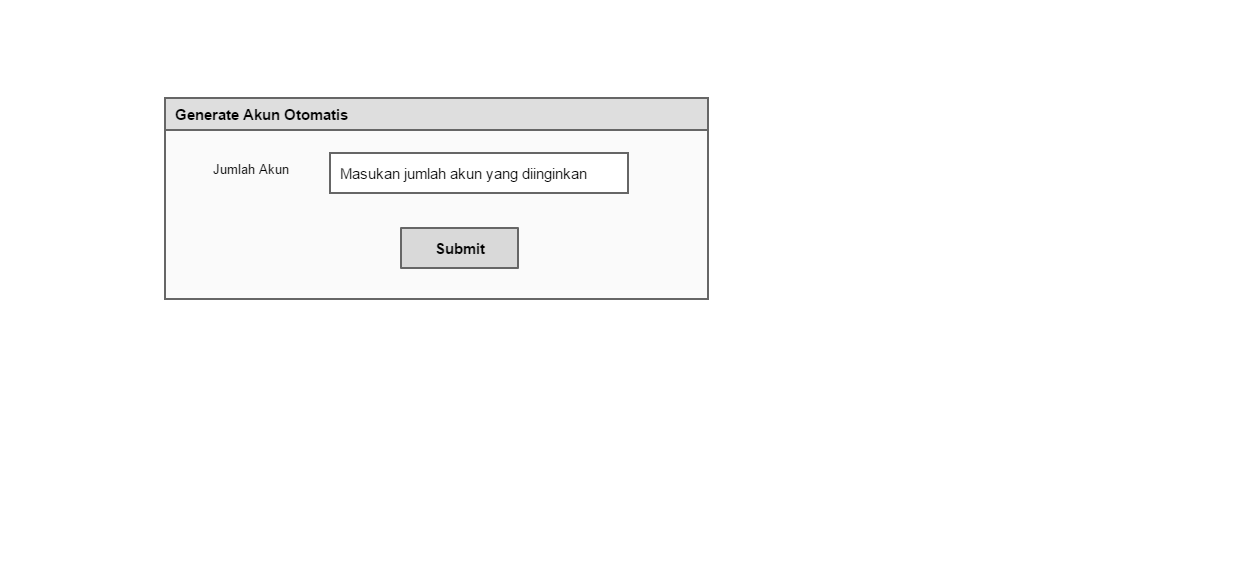 Generate Akun Otomatis
Jumlah Akun
Masukan jumlah akun yang diinginkan
Submit